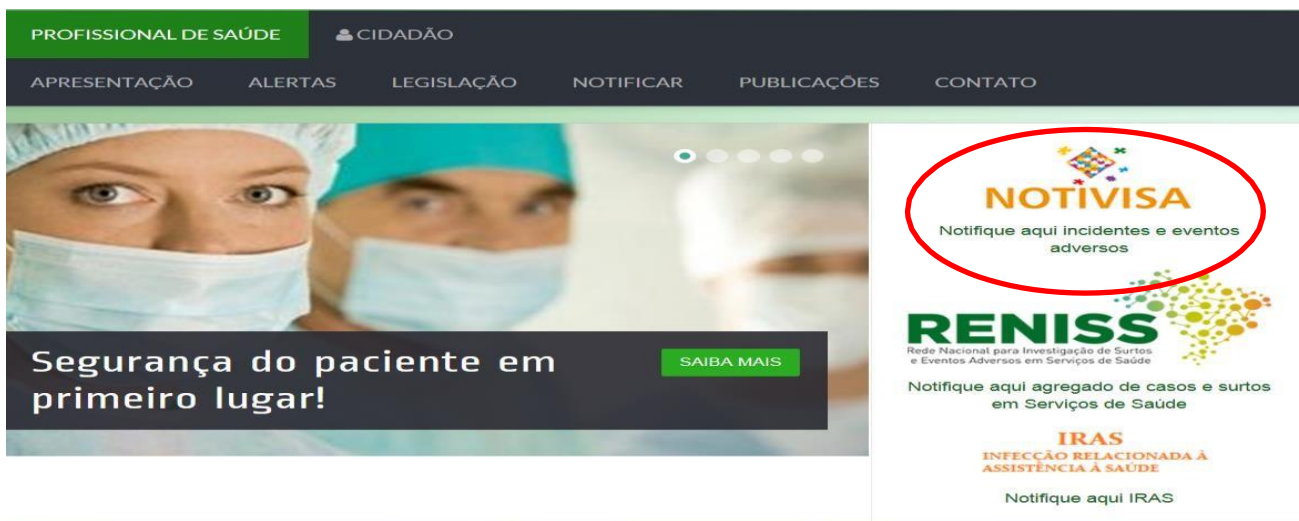 PROFISSIONAL DE SAÚDE
CIDADÃO
APRESENTAÇÃO
ALERTAS
LEGISLAÇÃO
NOTIFICAR
PUBLICAÇÕES
CONTATO
Segurança do paciente em
primeiro lugar!
SAIBA MAIS
NOTIVISA
Notifique aqui incidentes e eventos
adversos
RENISS
Rede Nacional para Investigação de Surtos
e Eventos Adversos em Serviços de Saúde
Notifique aqui agregado de casos e surtos
em Serviços de Saúde
IRAS
INFECÇÃO RELACIONADA À
ASSISTÊNCIA À SAÚDE
Notifique aqui IRAS